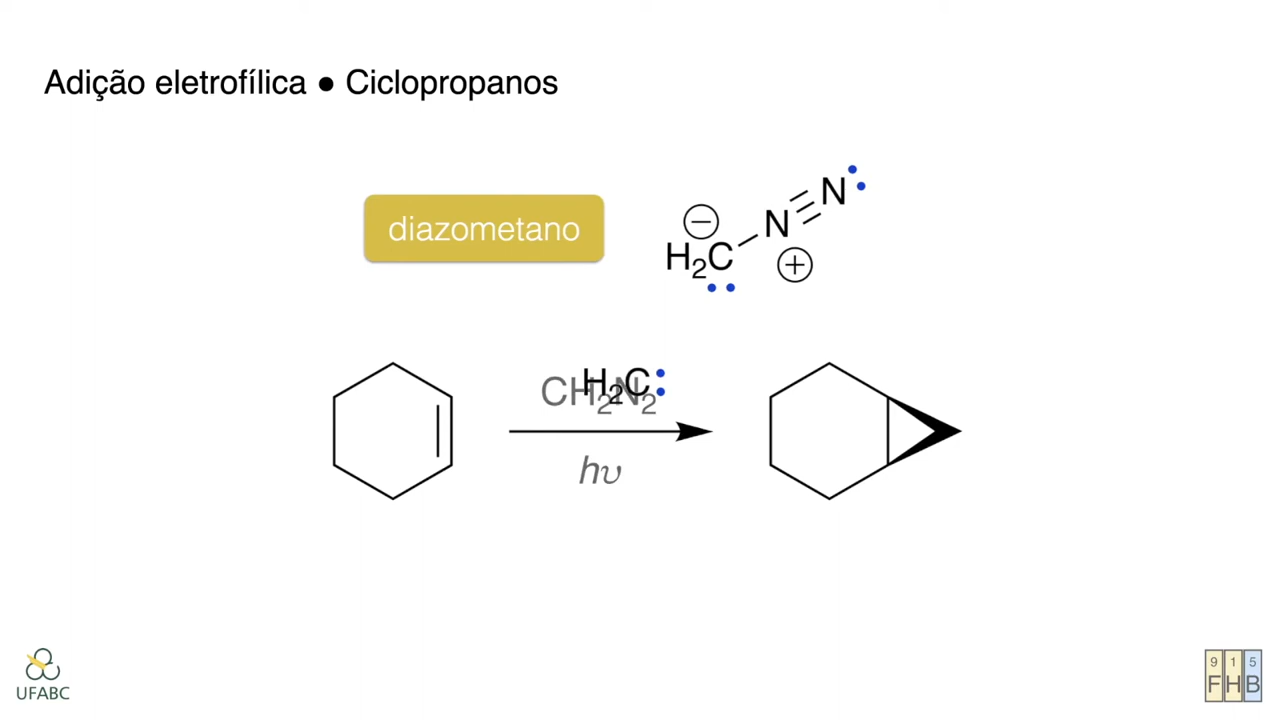 Adição eletrofílica ● Ciclopropanos
diazometano
H₂C–N≡N
⊖
⊕
CH₂N₂
H₂C:
hυ
UFABC
9 1 5
F H B